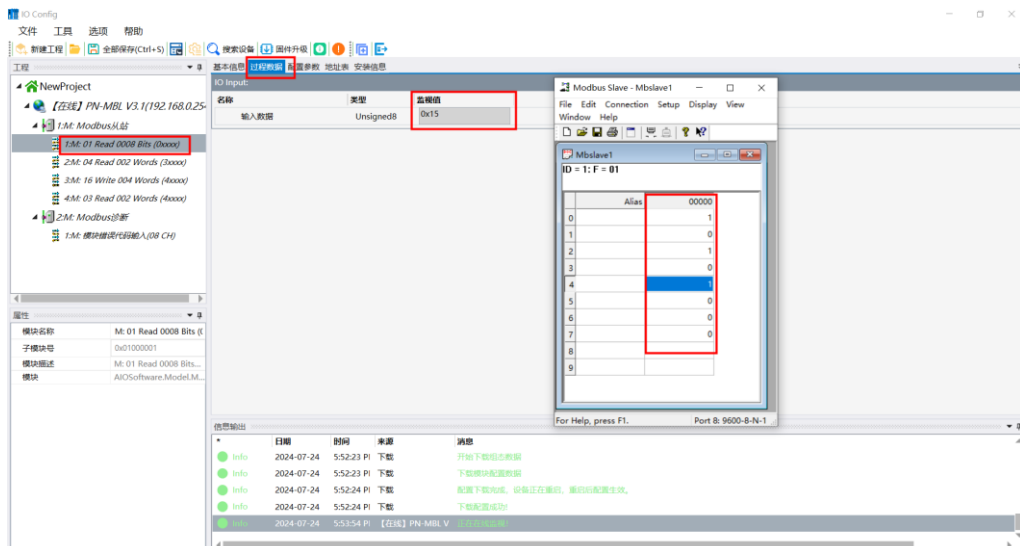 IO Config
文件 工具 选项 帮助
新建工程 全部保存(Ctrl+S) 搜索设备 固件升级
工程
NewProject
【在线】PN-MBL V3.1(192.168.0.25
1:M: Modbus从站
1:M: 01 Read 0008 Bits (0xxxx)
2:M: 04 Read 002 Words (3xxxx)
3:M: 16 Write 004 Words (4xxxx)
4:M: 03 Read 002 Words (4xxxx)
2:M: Modbus诊断
1:M: 模块错误代码输入(08 CH)
属性
模块名称 M: 01 Read 0008 Bits (0
子模块号 0x01000001
模块描述 M: 01 Read 0008 Bits...
模块 AIOSoftware.Model.M...
基本信息 过程数据 配置参数 地址表 安装信息
IO Input:
名称 类型 监视值
输入数据 Unsigned8 0x15
Modbus Slave - Mbslave1
File Edit Connection Setup Display View
Window Help
Mbslave1
ID = 1: F = 01
Alias 00000
0 1
1 0
2 1
3 0
4 1
5 0
6 0
7 0
8
9
For Help, press F1. Port 8: 9600-8-N-1
信息输出
* 日期 时间 来源 消息
Info 2024-07-24 5:52:23 PI 下载 开始下载组态数据
Info 2024-07-24 5:52:23 PI 下载 下载模块配置数据
Info 2024-07-24 5:52:24 PI 下载 配置下载完成，设备正在重启，重启后配置生效。
Info 2024-07-24 5:52:24 PI 下载 下载配置成功!
Info 2024-07-24 5:53:54 PI 【在线】PN-MBL V 正在在线监视!